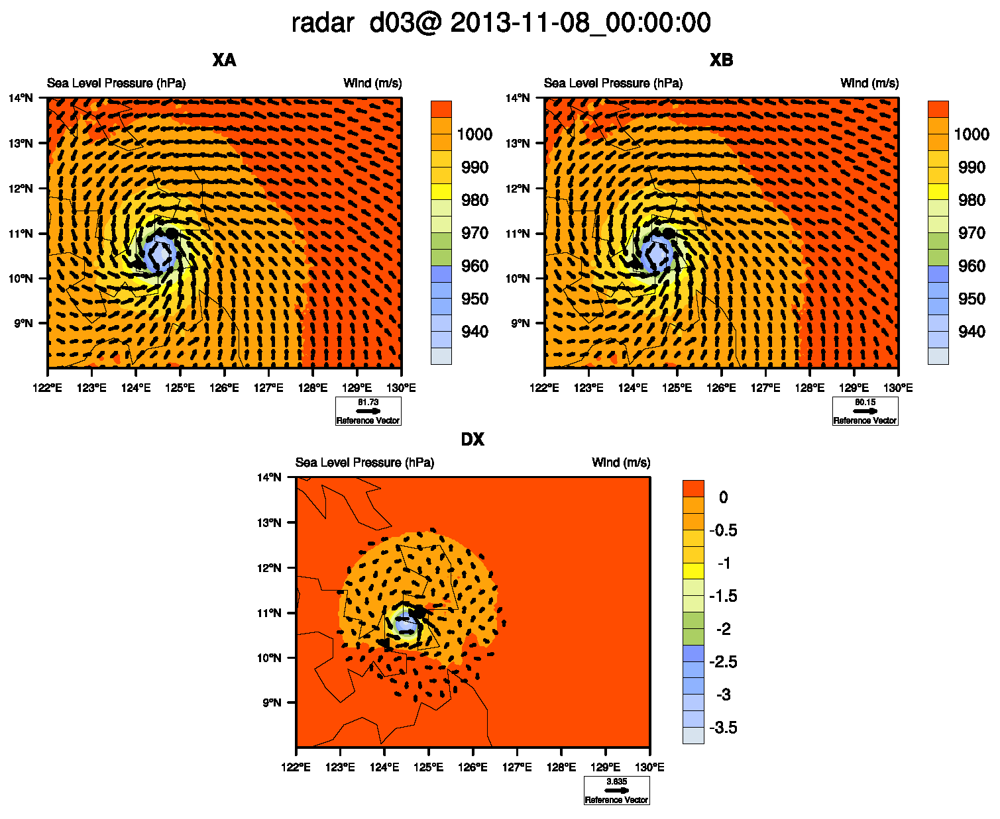 radar d03@ 2013-11-08_00:00:00
XA
Sea Level Pressure (hPa) Wind (m/s)
14°N
13°N
12°N
11°N
10°N
9°N
122°E 123°E 124°E 125°E 126°E 127°E 128°E 129°E 130°E
1000
990
980
970
960
950
940
61.73
Reference Vector
XB
Sea Level Pressure (hPa) Wind (m/s)
14°N
13°N
12°N
11°N
10°N
9°N
122°E 123°E 124°E 125°E 126°E 127°E 128°E 129°E 130°E
1000
990
980
970
960
950
940
60.15
Reference Vector
DX
Sea Level Pressure (hPa) Wind (m/s)
14°N
13°N
12°N
11°N
10°N
9°N
122°E 123°E 124°E 125°E 126°E 127°E 128°E 129°E 130°E
0
-0.5
-1
-1.5
-2
-2.5
-3
-3.5
3.635
Reference Vector